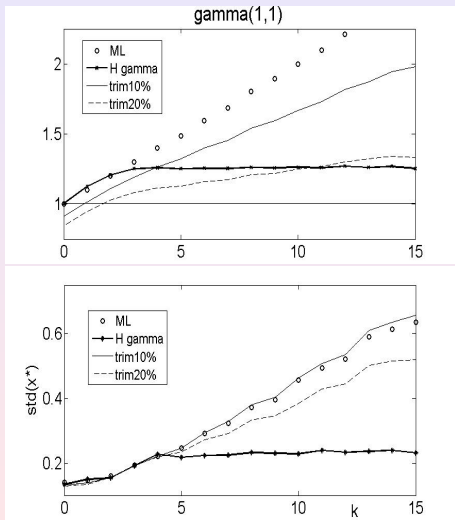 gamma(1,1)
2
1.5
1
ML
H gamma
trim10%
trim20%
0
5
10
15
0.6
0.4
0.2
std(x*)
ML
H gamma
trim10%
trim20%
0
5
10
k
15